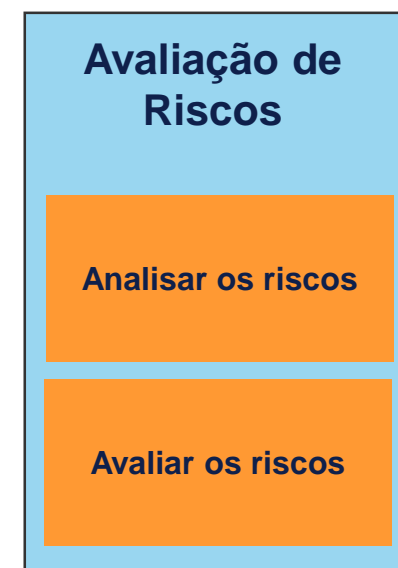 Avaliação de
Riscos
Analisar os riscos
Avaliar os riscos